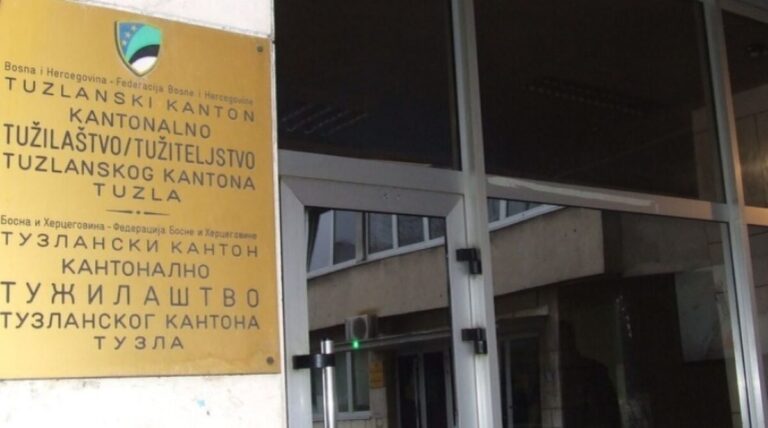 Bosna i Hercegovina - Federacija Bosne i Hercegovine
TUZLANSKI KANTON
KANTONALNO
TUŽILAŠTVO/TUŽITELJSTVO
TUZLANSKOG KANTONA
TUZLA
Босна и Херцеговина - Федерација Босне и Херцеговине
ТУЗЛАНСКИ КАНТОН
КАНТОНАЛНО
ТУЖИЛАШТВО
ТУЗЛАНСКОГ КАНТОНА
ТУЗЛА